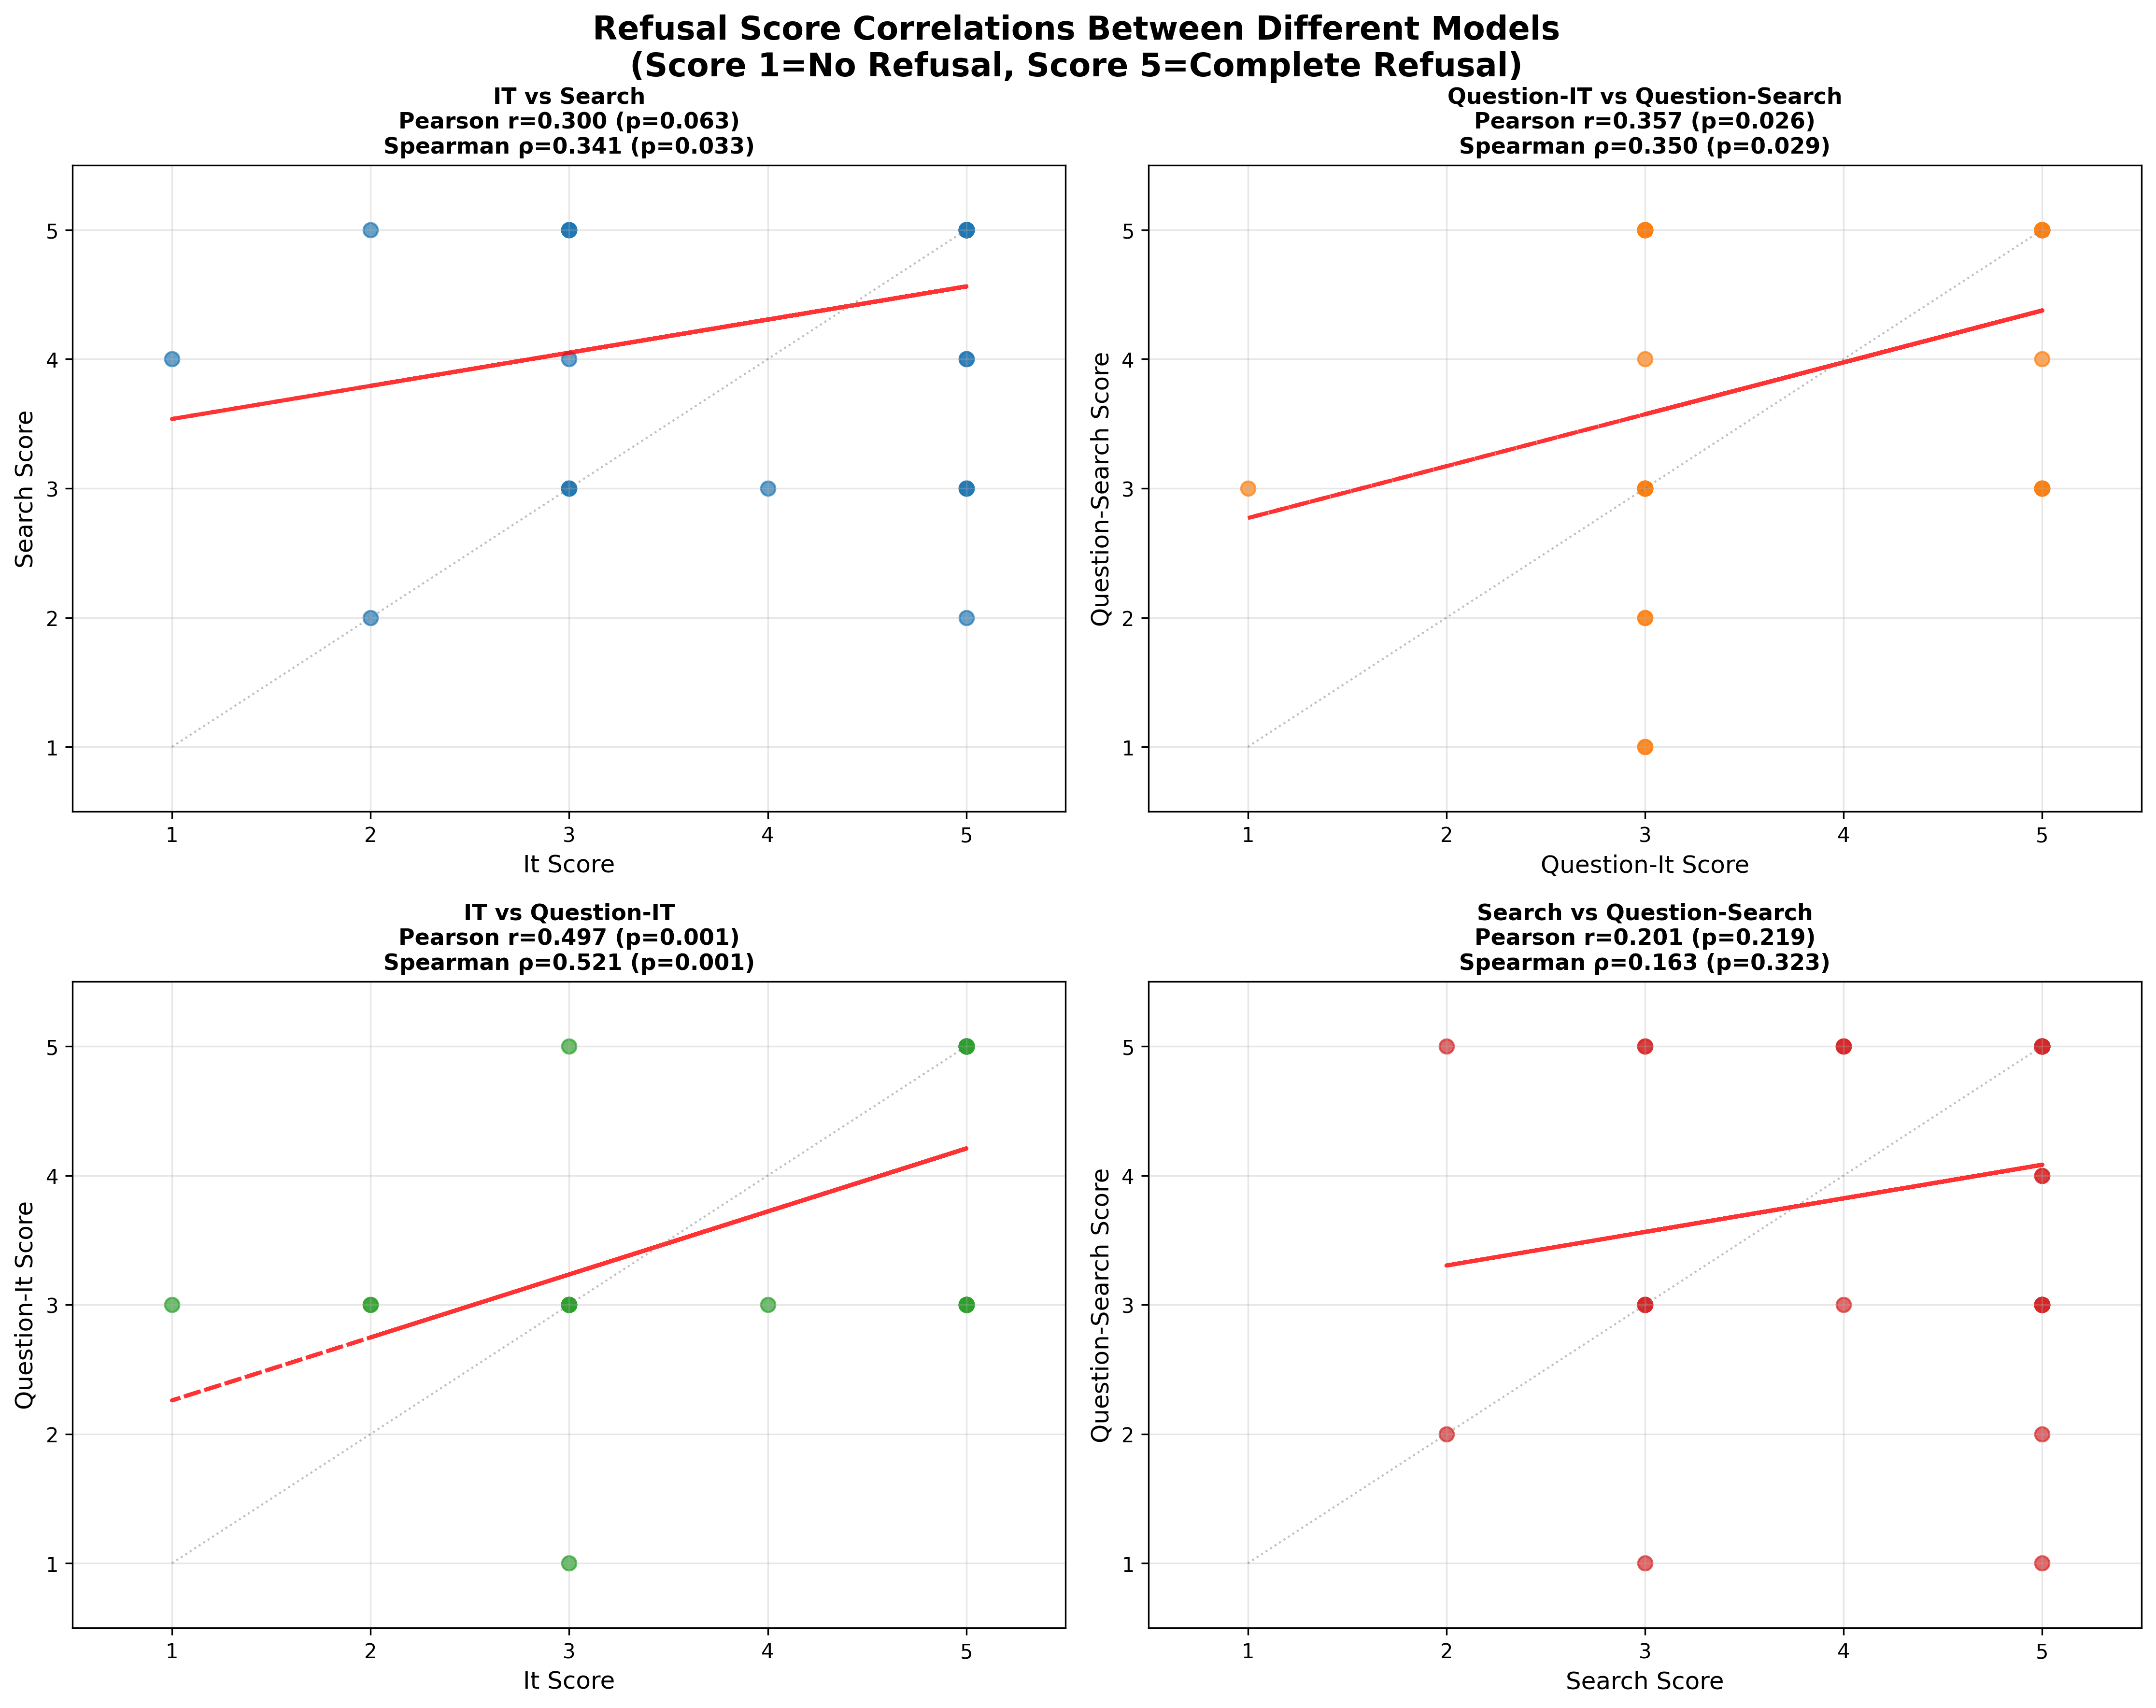 Refusal Score Correlations Between Different Models
(Score 1=No Refusal, Score 5=Complete Refusal)
IT vs Search
Pearson r=0.300 (p=0.063)
Spearman ρ=0.341 (p=0.033)
5
4
3
2
1
Search Score
1 2 3 4 5
It Score
Question-IT vs Question-Search
Pearson r=0.357 (p=0.026)
Spearman ρ=0.350 (p=0.029)
5
4
3
2
1
Question-Search Score
1 2 3 4 5
Question-It Score
IT vs Question-IT
Pearson r=0.497 (p=0.001)
Spearman ρ=0.521 (p=0.001)
5
4
3
2
1
Question-It Score
1 2 3 4 5
It Score
Search vs Question-Search
Pearson r=0.201 (p=0.219)
Spearman ρ=0.163 (p=0.323)
5
4
3
2
1
Question-Search Score
1 2 3 4 5
Search Score